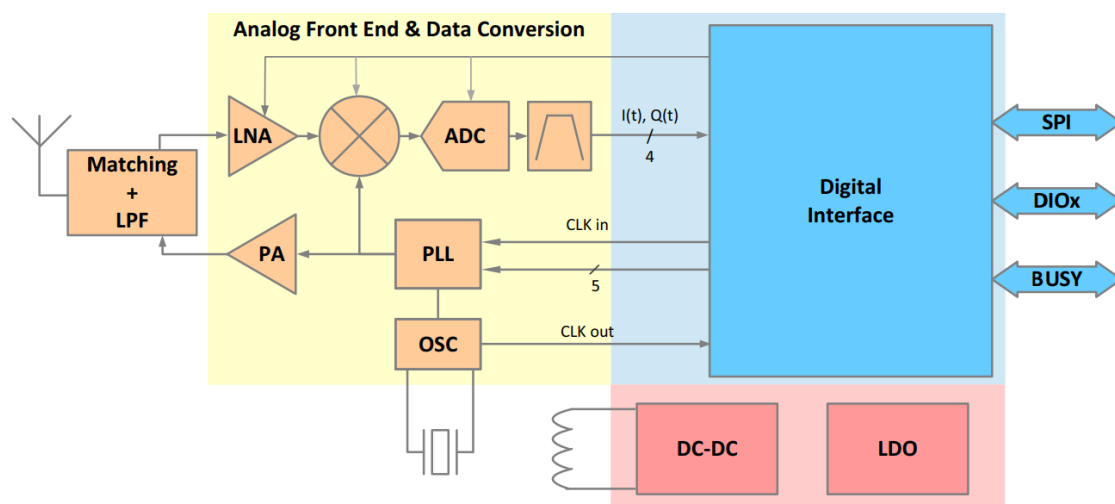 Analog Front End & Data Conversion
LNA
ADC
I(t), Q(t)
4
Matching
+
LPF
PA
PLL
CLK in
5
OSC
CLK out
Digital
Interface
SPI
DIOx
BUSY
DC-DC
LDO